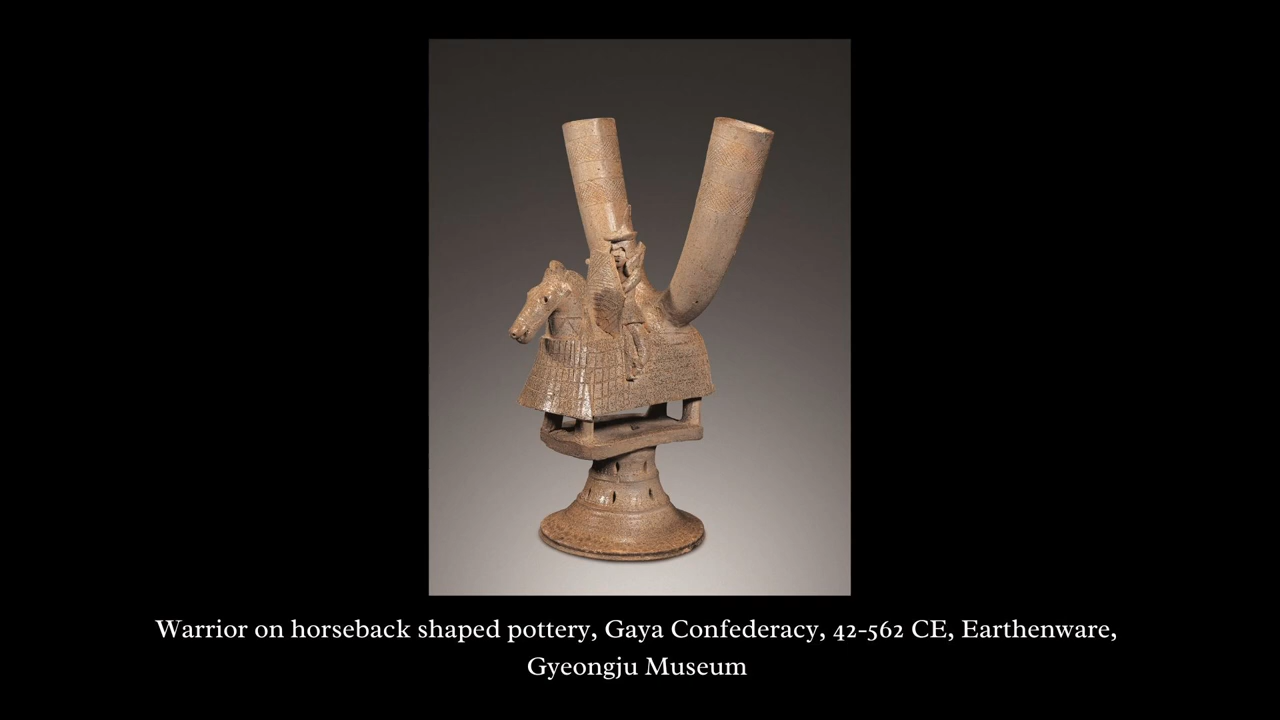 Warrior on horseback shaped pottery, Gaya Confederacy, 42-562 CE, Earthenware,
Gyeongju Museum